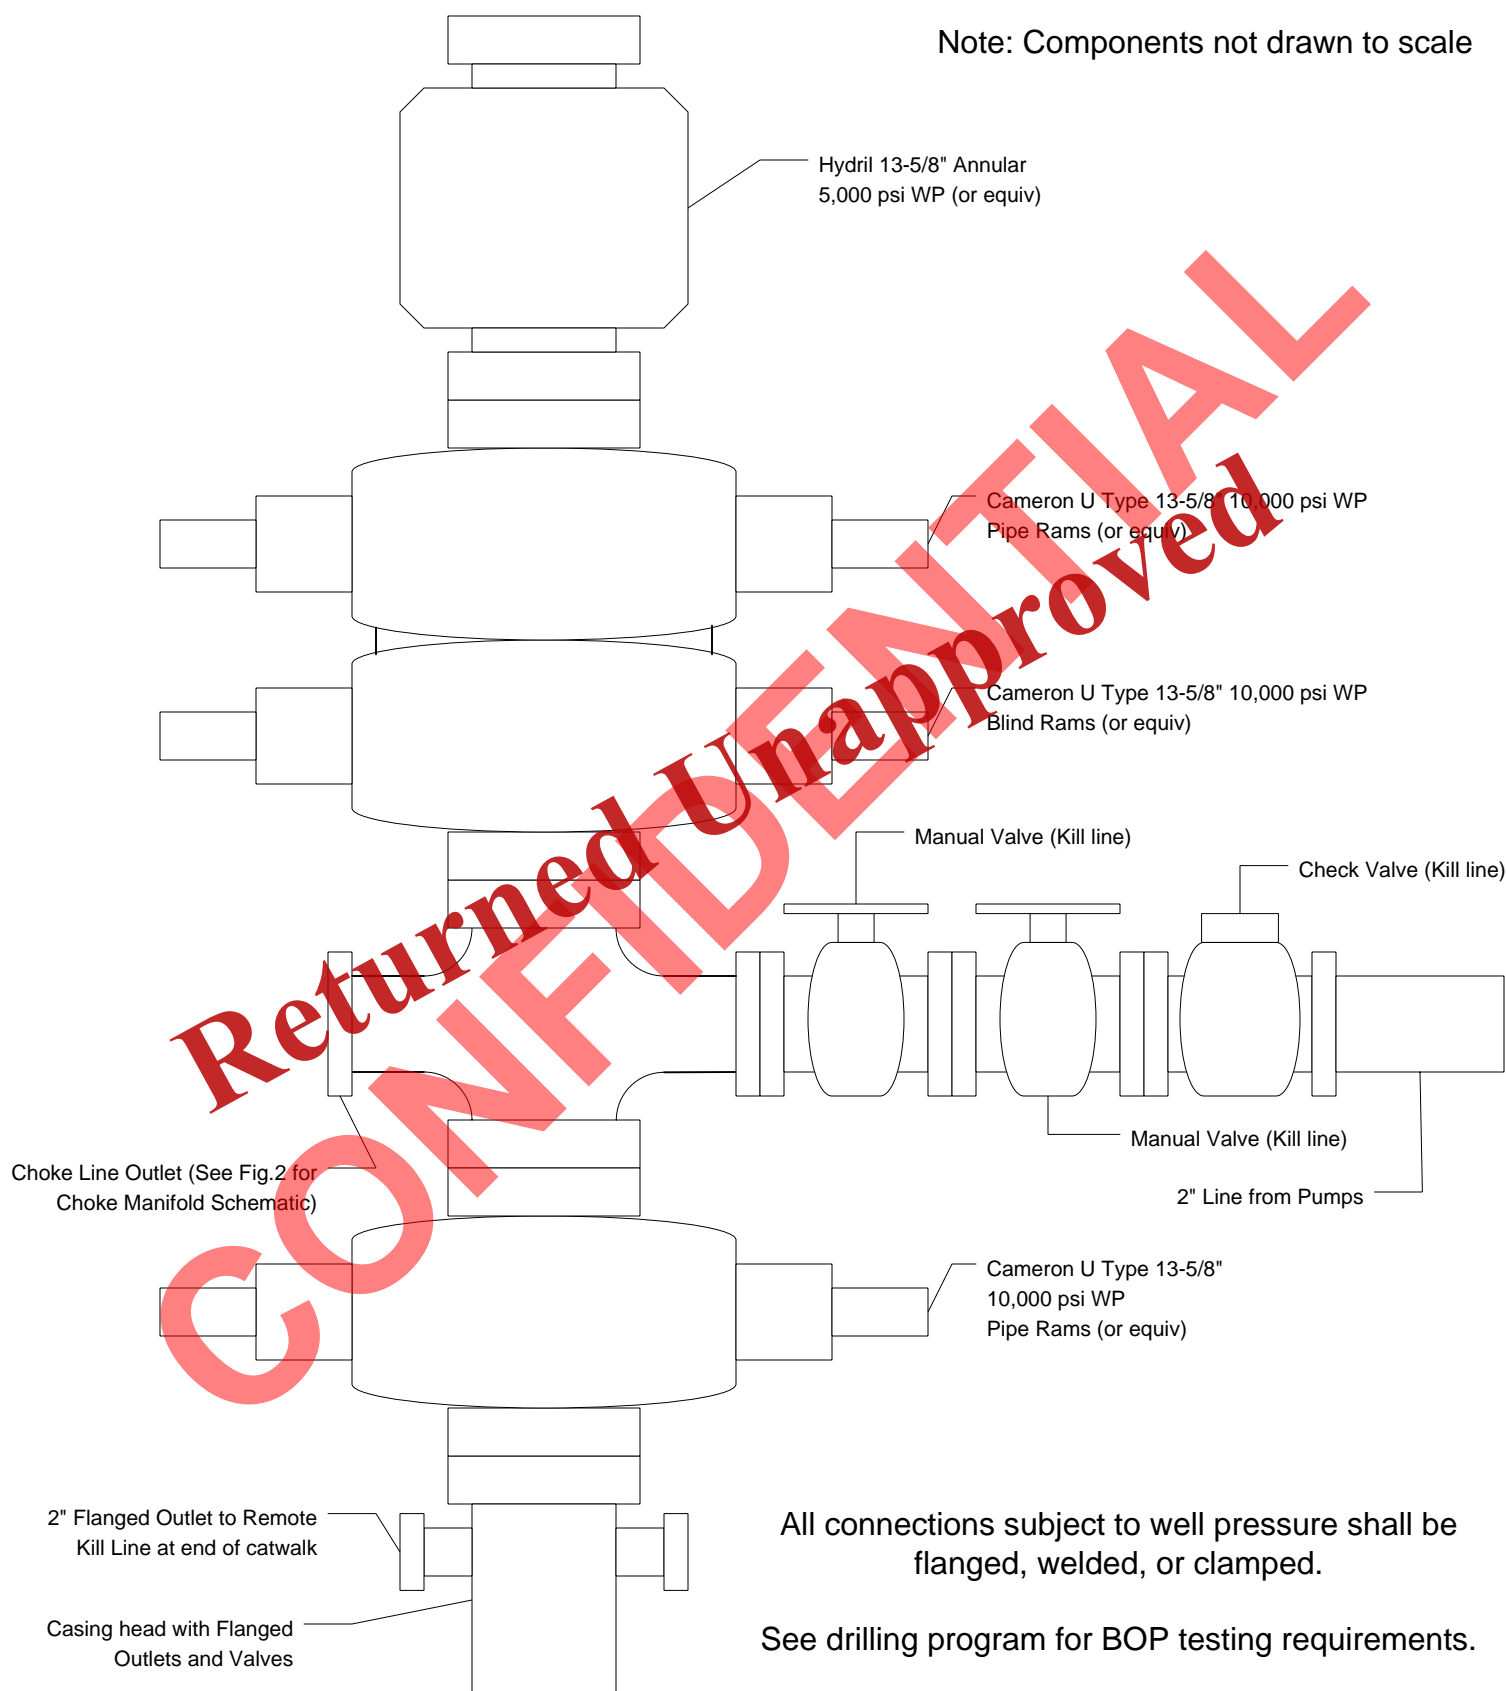 Note: Components not drawn to scale
Hydril 13-5/8" Annular
5,000 psi WP (or equiv)
Cameron U Type 13-5/8" 10,000 psi WP
Pipe Rams (or equiv)
Cameron U Type 13-5/8" 10,000 psi WP
Blind Rams (or equiv)
Manual Valve (Kill line)
Check Valve (Kill line)
Returned Unapproved
CONFIDENTIAL
Manual Valve (Kill line)
Choke Line Outlet (See Fig.2 for
Choke Manifold Schematic)
2" Line from Pumps
Cameron U Type 13-5/8"
10,000 psi WP
Pipe Rams (or equiv)
2" Flanged Outlet to Remote
Kill Line at end of catwalk
All connections subject to well pressure shall be
flanged, welded, or clamped.
Casing head with Flanged
Outlets and Valves
See drilling program for BOP testing requirements.